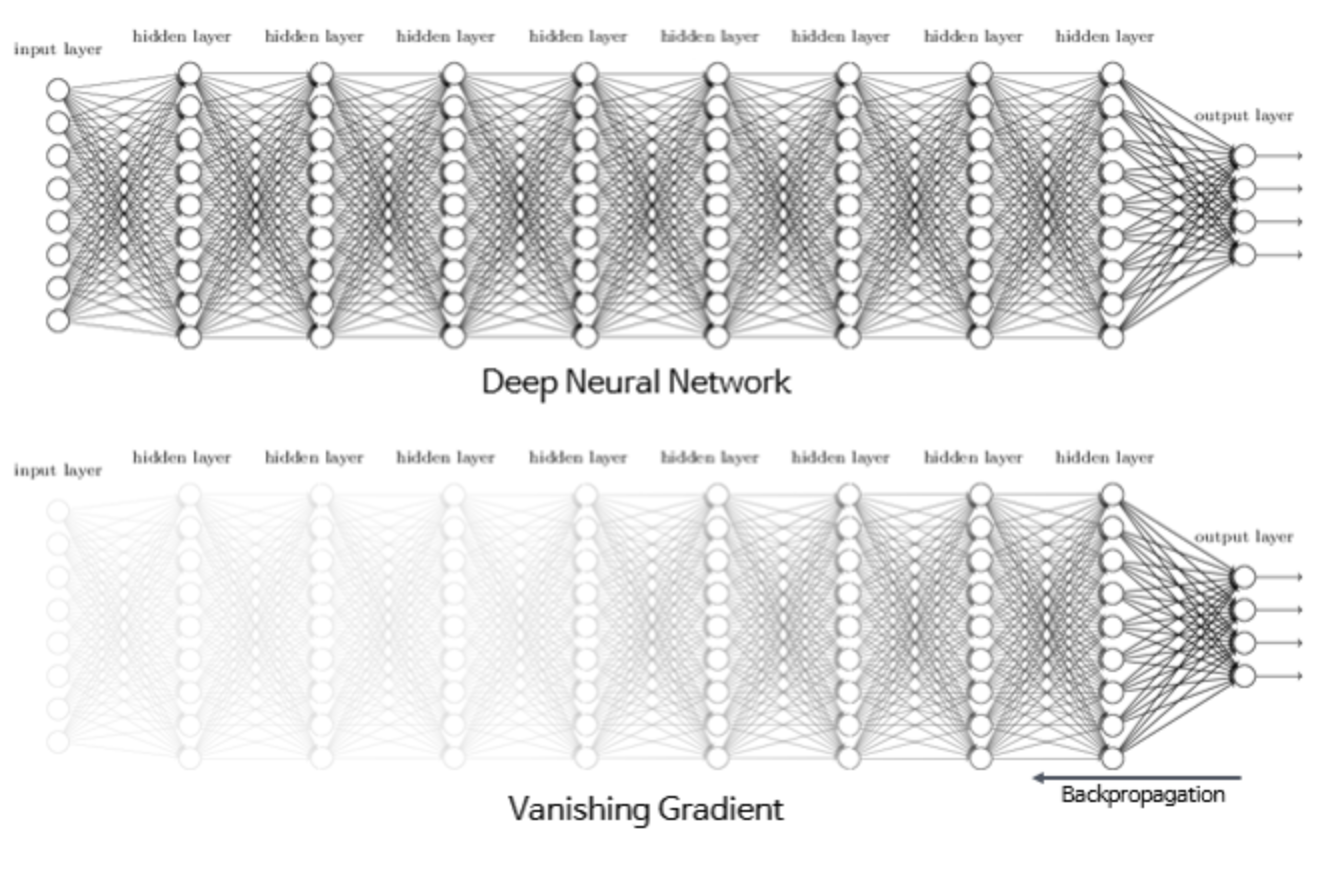 hidden layer hidden layer hidden layer hidden layer hidden layer hidden layer hidden layer hidden layer
input layer
output layer
Deep Neural Network
hidden layer hidden layer hidden layer hidden layer hidden layer hidden layer hidden layer hidden layer
input layer
output layer
Backpropagation
Vanishing Gradient